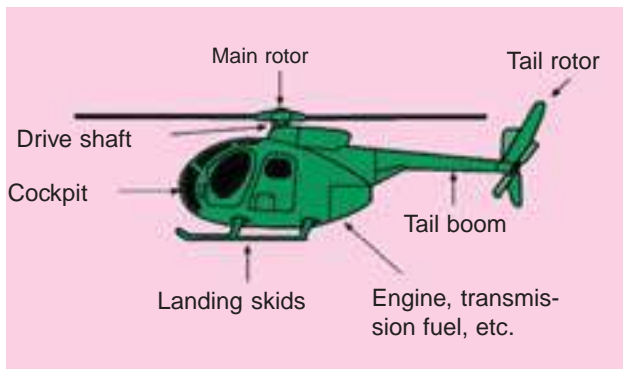 Main rotor
Tail rotor
Drive shaft
Cockpit
Tail boom
Landing skids
Engine, transmis-
sion fuel, etc.